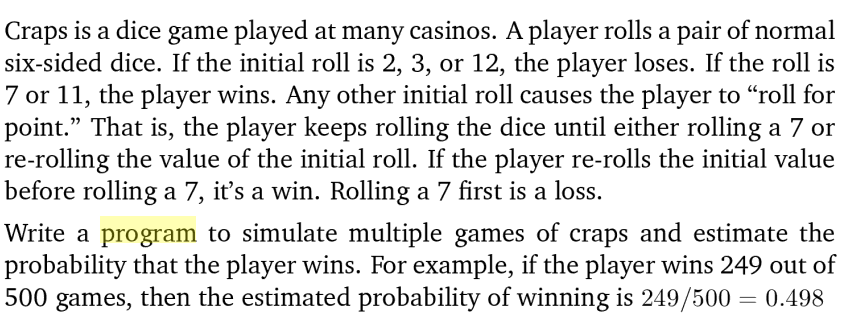 Craps is a dice game played at many casinos. A player rolls a pair of normal
six-sided dice. If the initial roll is 2, 3, or 12, the player loses. If the roll is
7 or 11, the player wins. Any other initial roll causes the player to “roll for
point.” That is, the player keeps rolling the dice until either rolling a 7 or
re-rolling the value of the initial roll. If the player re-rolls the initial value
before rolling a 7, it’s a win. Rolling a 7 first is a loss.
Write a program to simulate multiple games of craps and estimate the
probability that the player wins. For example, if the player wins 249 out of
500 games, then the estimated probability of winning is 249/500 = 0.498